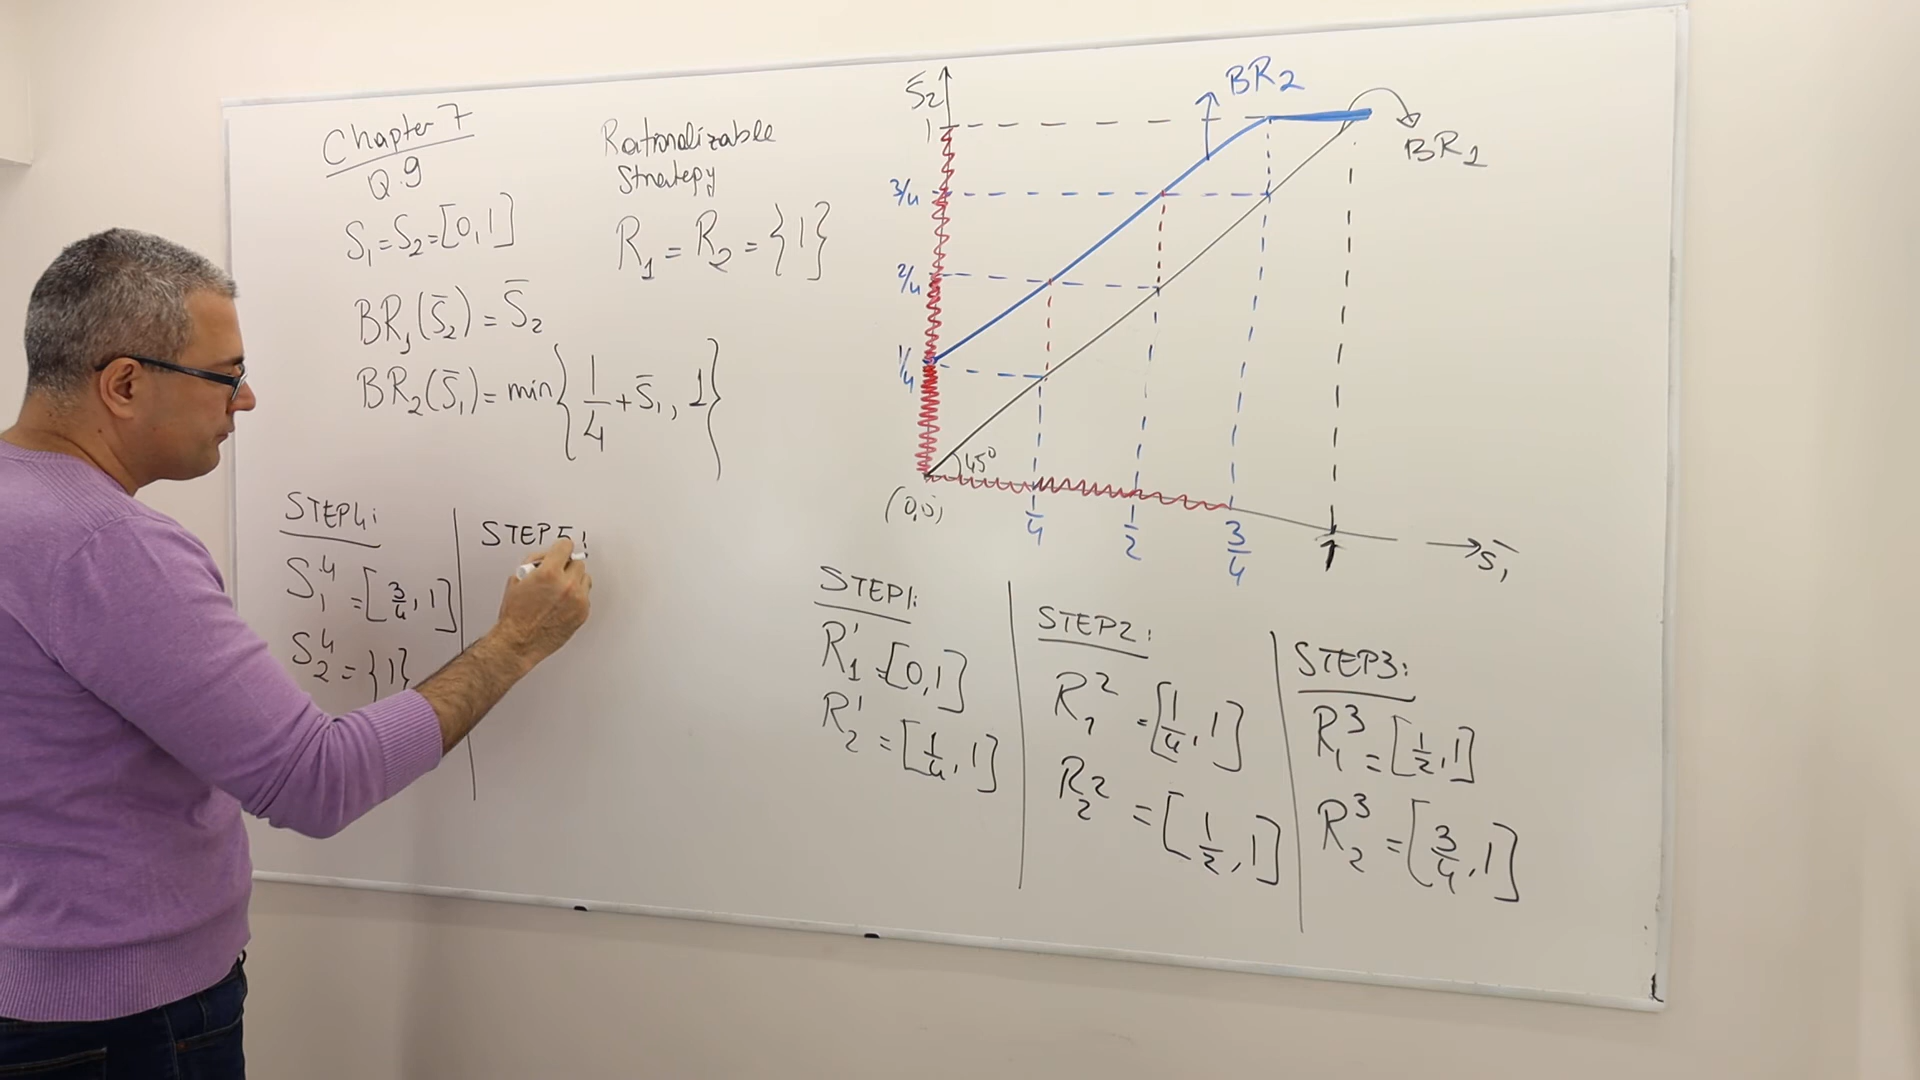 Chapter 7
Q.9
S₁=S₂=[0,1]
BR₁(S̄₂) = S̄₂
BR₂(S̄₁) = min{1/4 + S̄₁, 1}
Rationalizable
Stratepy
R₁ = R₂ = {1}
S̄₂
1
3/4
2/4
1/4
(0,0)
45°
1/4
1/2
3/4
1
S̄₁
BR₂
BR₁
STEP4:
S₁⁴ = [3/4, 1]
S₂⁴ = {1}
STEP5:
STEP1:
R₁¹ = [0,1]
R₂¹ = [1/4, 1]
STEP2:
R₁² = [1/4, 1]
R₂² = [1/2, 1]
STEP3:
R₁³ = [1/2, 1]
R₂³ = [3/4, 1]